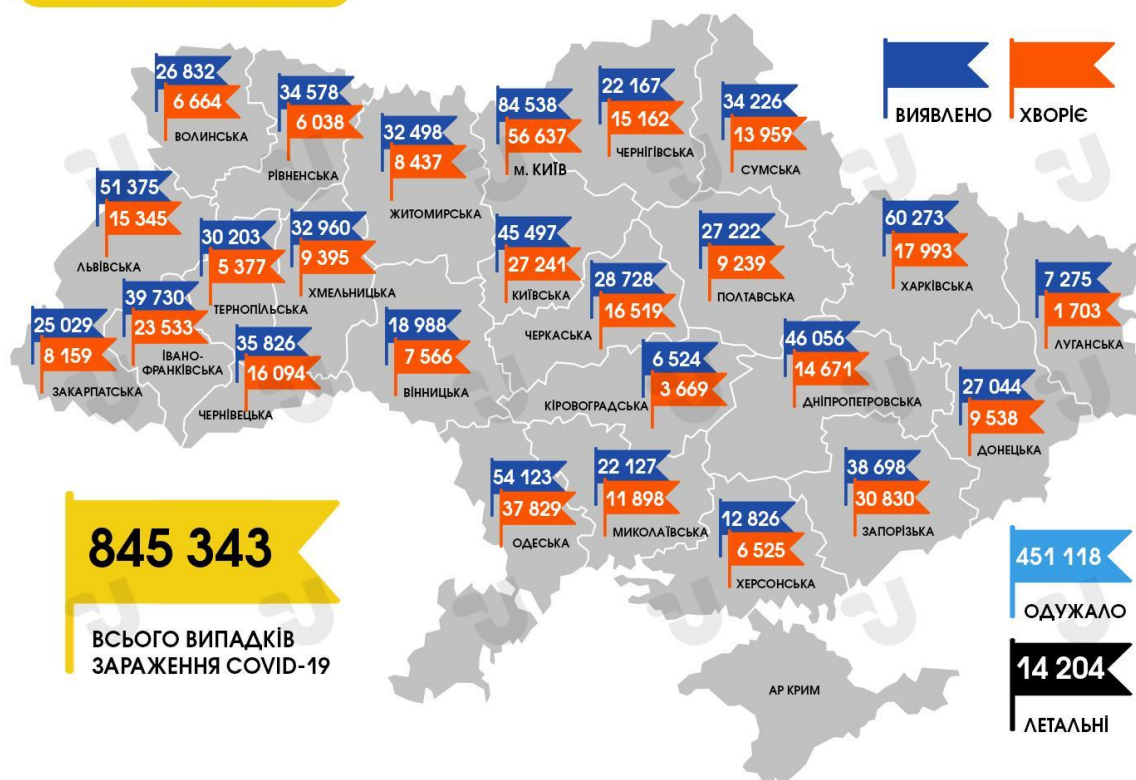 26 832
6 664
ВОЛИНСЬКА
34 578
6 038
РІВНЕНСЬКА
32 498
8 437
ЖИТОМИРСЬКА
84 538
56 637
м. КИЇВ
22 167
15 162
ЧЕРНІГІВСЬКА
34 226
13 959
СУМСЬКА
ВИЯВЛЕНО
ХВОРІЄ
51 375
15 345
ЛЬВІВСЬКА
30 203
5 377
ТЕРНОПІЛЬСЬКА
32 960
9 395
ХМЕЛЬНИЦЬКА
45 497
27 241
КИЇВСЬКА
28 728
16 519
ЧЕРКАСЬКА
27 222
9 239
ПОЛТАВСЬКА
60 273
17 993
ХАРКІВСЬКА
7 275
1 703
ЛУГАНСЬКА
25 029
8 159
ЗАКАРПАТСЬКА
39 730
23 533
ІВАНО-
ФРАНКІВСЬКА
35 826
16 094
ЧЕРНІВЕЦЬКА
18 988
7 566
ВІННИЦЬКА
6 524
3 669
КІРОВОГРАДСЬКА
46 056
14 671
ДНІПРОПЕТРОВСЬКА
27 044
9 538
ДОНЕЦЬКА
54 123
37 829
ОДЕСЬКА
22 127
11 898
МИКОЛАЇВСЬКА
12 826
6 525
ХЕРСОНСЬКА
38 698
30 830
ЗАПОРІЗЬКА
845 343
ВСЬОГО ВИПАДКІВ
ЗАРАЖЕННЯ COVID-19
451 118
ОДУЖАЛО
14 204
ЛЕТАЛЬНІ
АР КРИМ